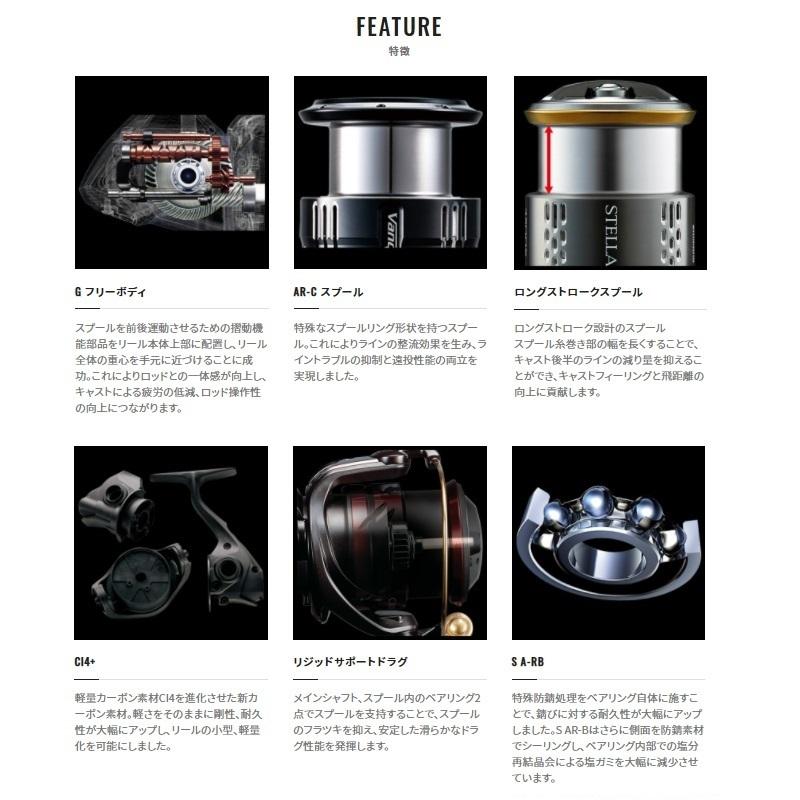 FEATURE
特徴
Vanq
STELLA
G フリーボディ
スプールを前後運動させるための摺動機
能部品をリール本体上部に配置し、リール
全体の重心を手元に近づけることに成
功。これによりロッドとの一体感が向上し、
キャストによる疲労の低減、ロッド操作性
の向上につながります。
AR-C スプール
特殊なスプールリング形状を持つスプー
ル。これによりラインの整流効果を生み、ラ
イントラブルの抑制と遠投性能の両立を
実現しました。
ロングストロークスプール
ロングストローク設計のスプール
スプール糸巻き部の幅を長くすることで、
キャスト後半のラインの減り量を抑えるこ
とができ、キャストフィーリングと飛距離の
向上に貢献します。
CI4+
軽量カーボン素材CI4を進化させた新カ
ーボン素材。軽さをそのままに剛性、耐久
性が大幅にアップし、リールの小型、軽量
化を可能にしました。
リジッドサポートドラグ
メインシャフト、スプール内のベアリング2
点でスプールを支持することで、スプール
のフラツキを抑え、安定した滑らかなドラ
グ性能を発揮します。
S A-RB
特殊防錆処理をベアリング自体に施すこ
とで、錆びに対する耐久性が大幅にアップ
しました。S AR-Bはさらに側面を防錆素材
でシーリングし、ベアリング内部での塩分
再結晶会による塩ガミを大幅に減少させ
ています。